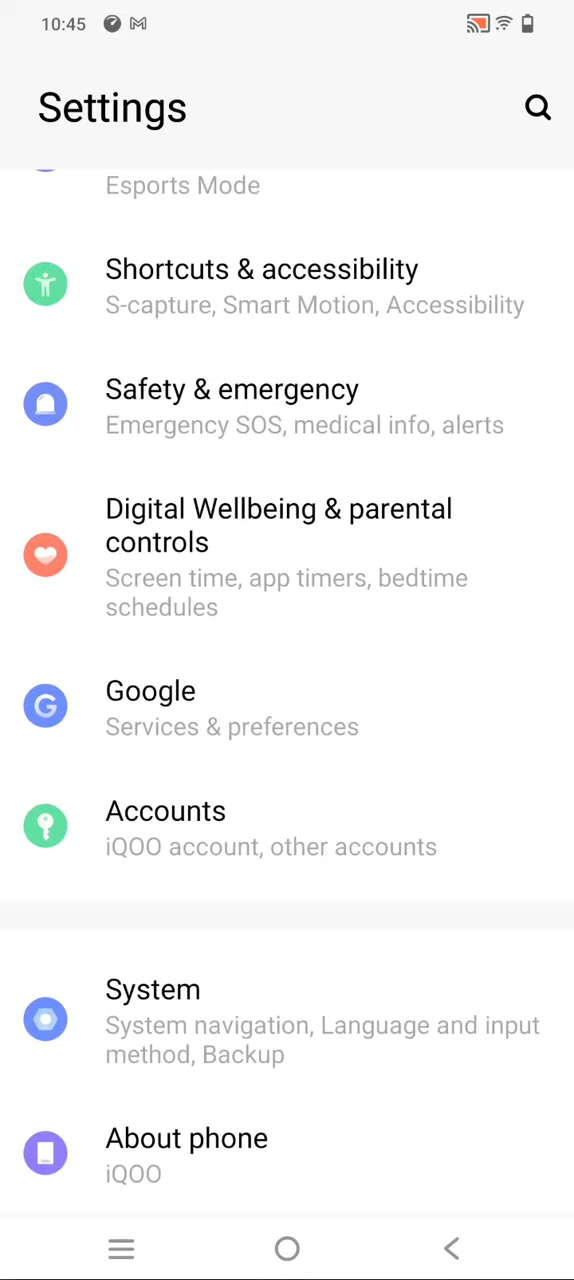 10:45
Settings
Esports Mode
Shortcuts & accessibility
S-capture, Smart Motion, Accessibility
Safety & emergency
Emergency SOS, medical info, alerts
Digital Wellbeing & parental
controls
Screen time, app timers, bedtime
schedules
Google
Services & preferences
Accounts
iQOO account, other accounts
System
System navigation, Language and input
method, Backup
About phone
iQOO